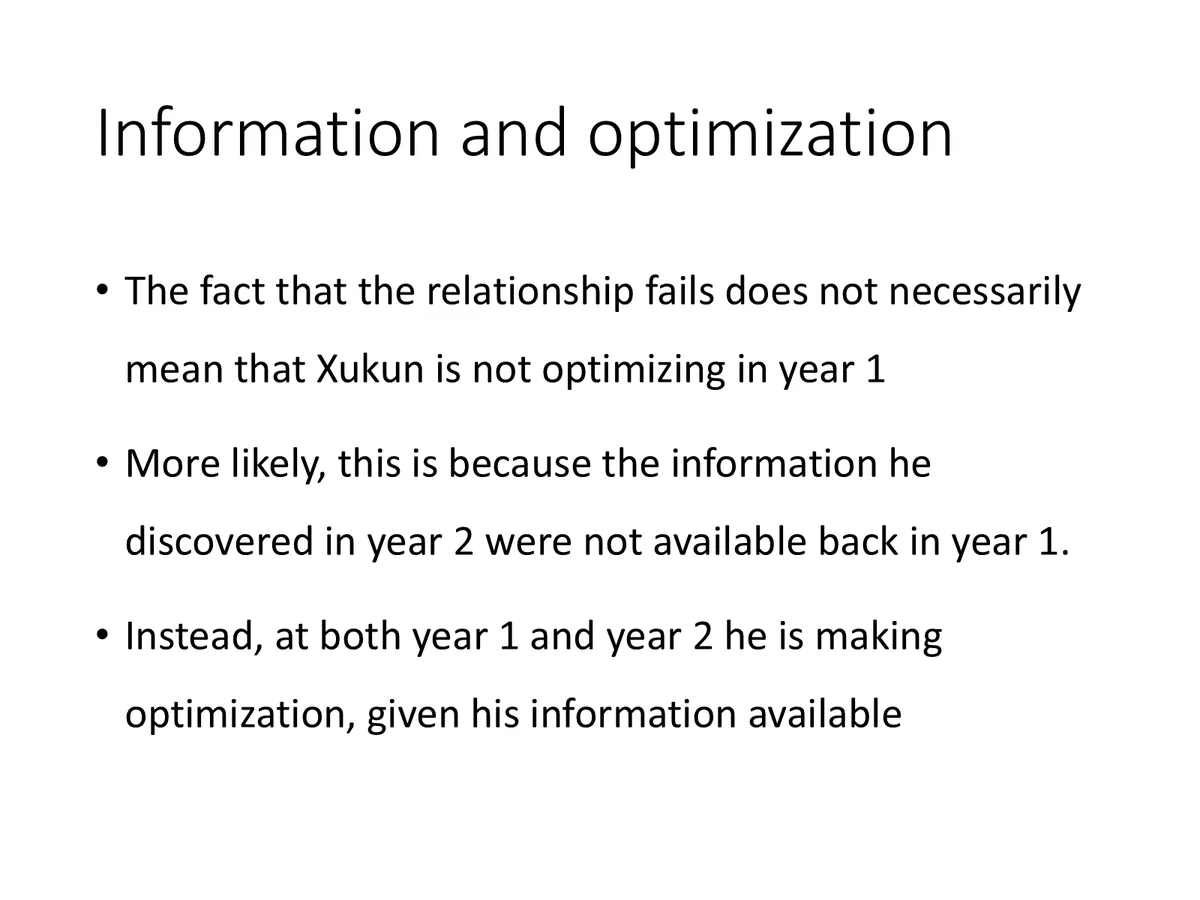 Information and optimization
• The fact that the relationship fails does not necessarily
mean that Xukun is not optimizing in year 1
• More likely, this is because the information he
discovered in year 2 were not available back in year 1.
• Instead, at both year 1 and year 2 he is making
optimization, given his information available